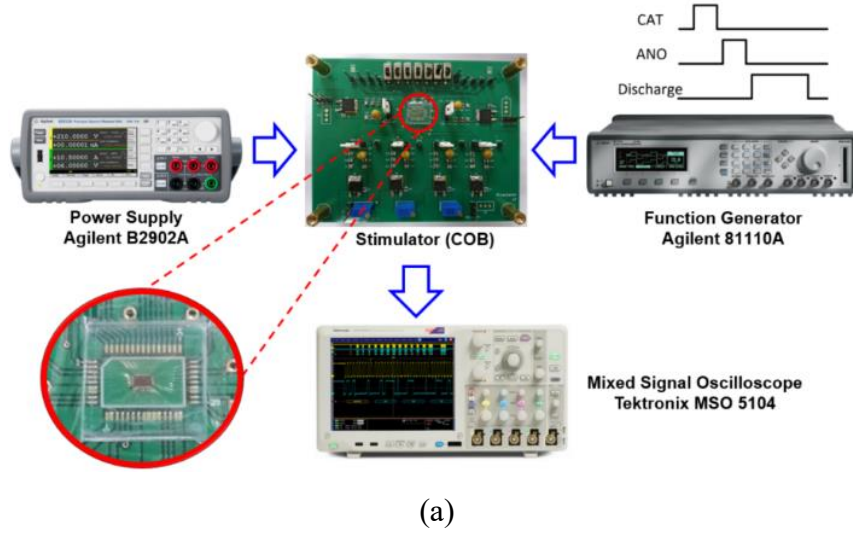 CAT
ANO
Discharge
Power Supply
Agilent B2902A
Stimulator (COB)
Function Generator
Agilent 81110A
Mixed Signal Oscilloscope
Tektronix MSO 5104
(a)